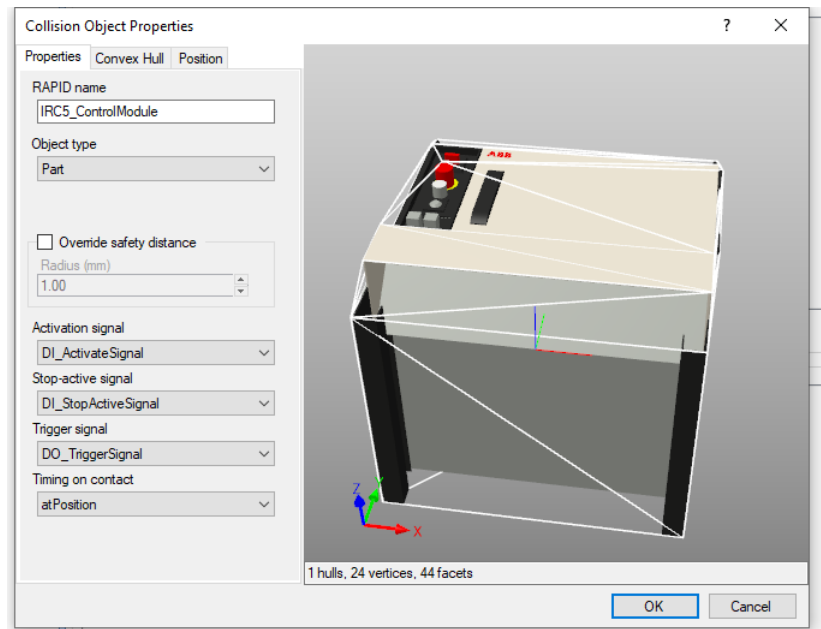 Collision Object Properties
?
Properties
Convex Hull
Position
RAPID name
IRC5_ControlModule
Object type
Part
Override safety distance
Radius (mm)
1.00
Activation signal
DI_ActivateSignal
Stop-active signal
DI_StopActiveSignal
Trigger signal
DO_TriggerSignal
Timing on contact
atPosition
ABB
Z
Y
X
1 hulls, 24 vertices, 44 facets
OK
Cancel